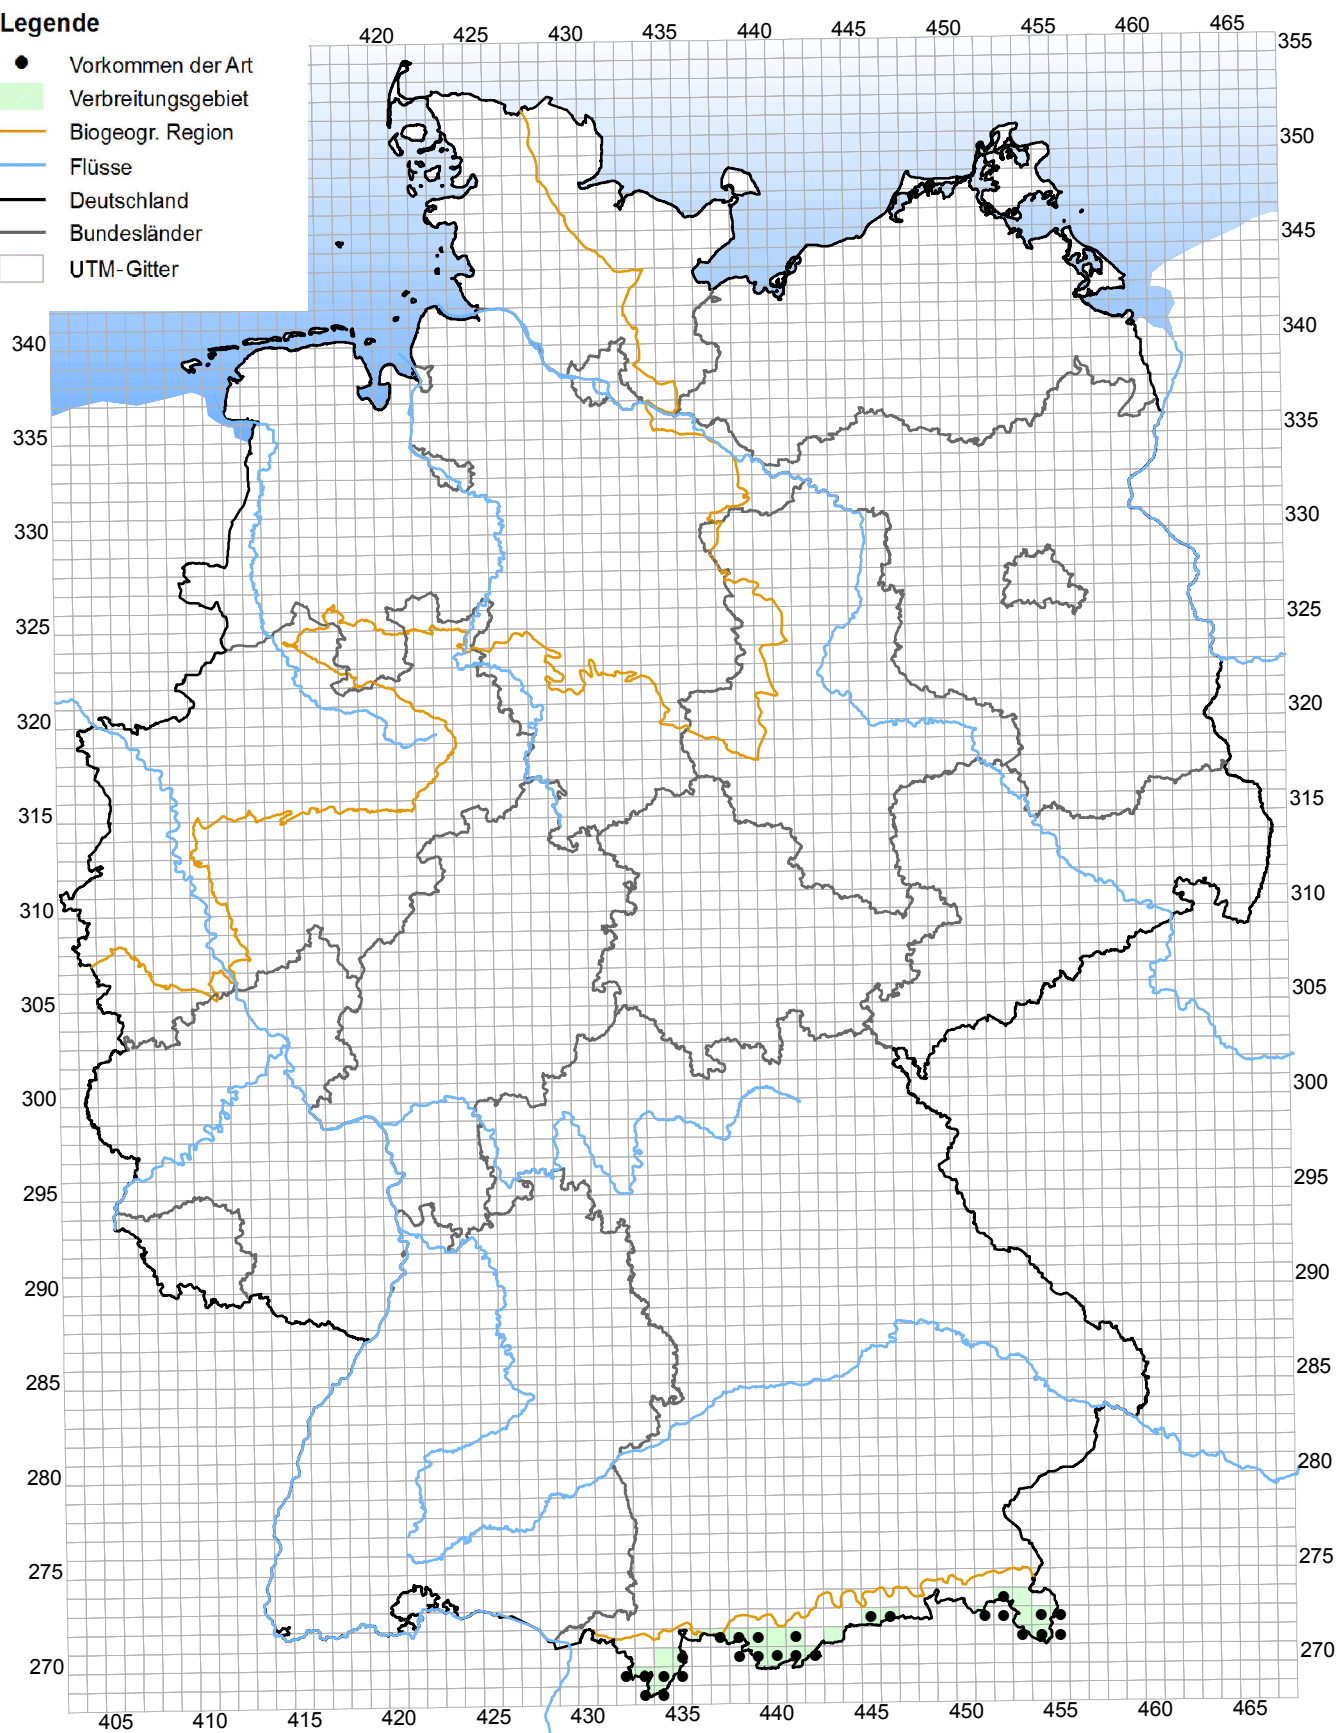 Legende
Vorkommen der Art
Verbreitungsgebiet
Biogeogr. Region
Flüsse
Deutschland
Bundesländer
UTM-Gitter
420 425 430 435 440 445 450 455 460 465
355
350
345
340 340
335 335
330 330
325 325
320 320
315 315
310 310
305 305
300 300
295 295
290 290
285 285
280 280
275 275
270 270
405 410 415 420 425 430 435 440 445 450 455 460 465